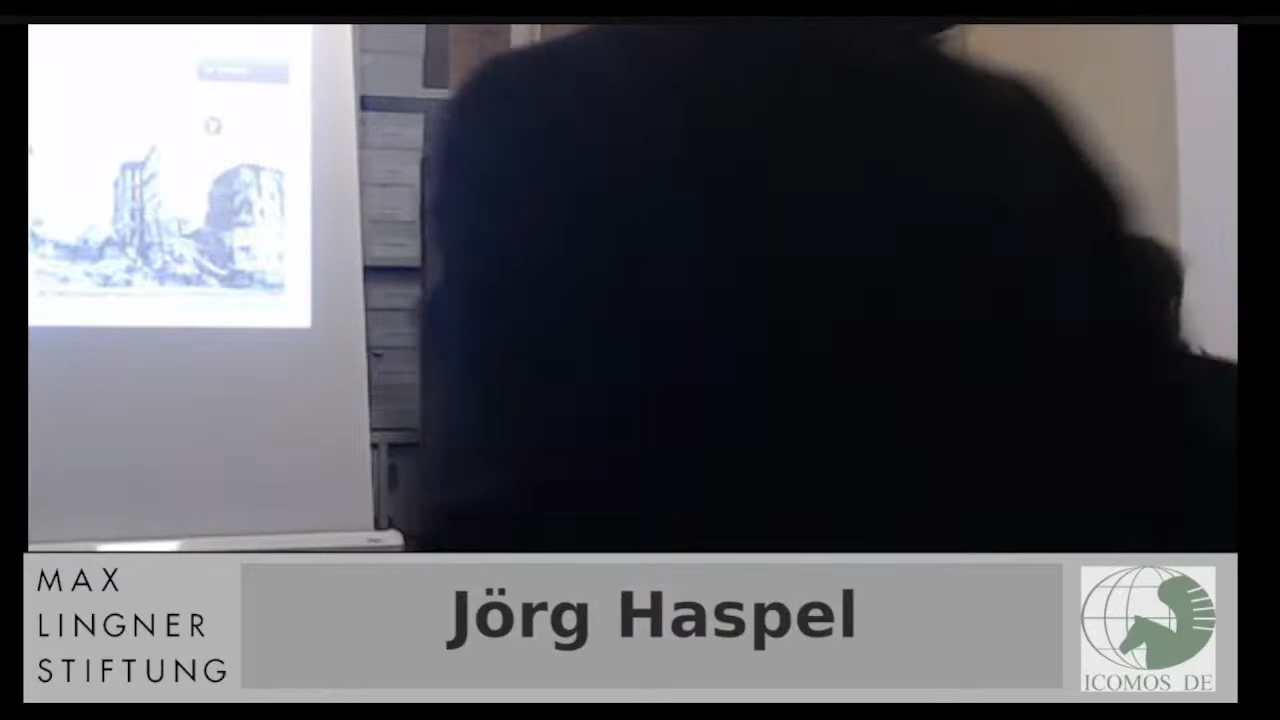 MAX
LINGNER
STIFTUNG
Jörg Haspel
ICOMOS DE